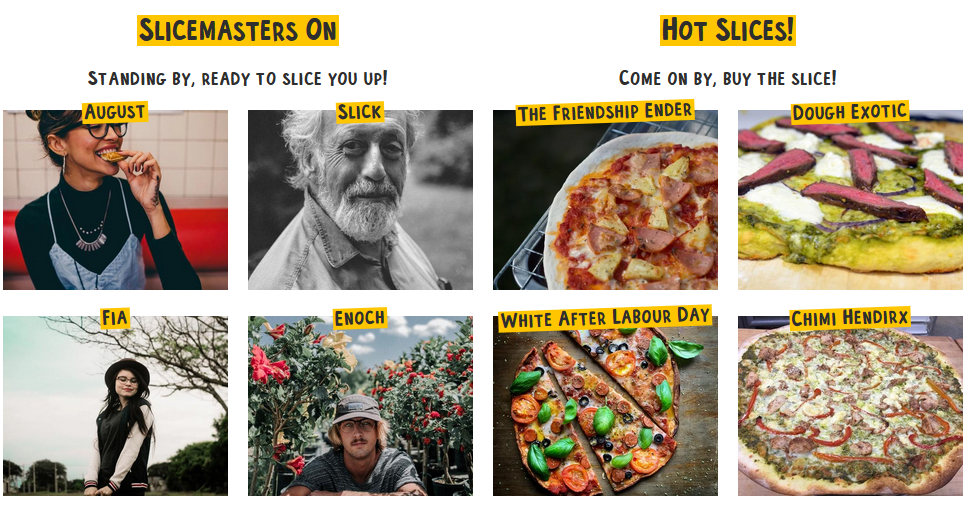 Slicemasters On
Standing by, ready to slice you up!
August
Slick
Fia
Enoch
Hot Slices!
Come on by, buy the slice!
The Friendship Ender
Dough Exotic
White After Labour Day
Chimi Hendirx